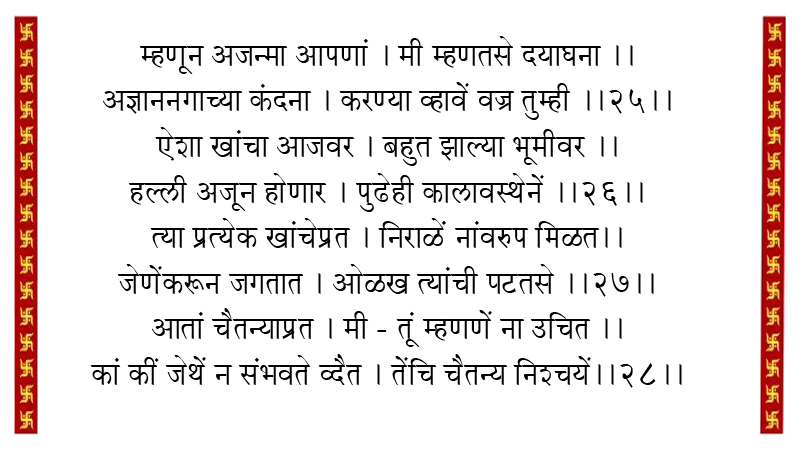 म्हणून अजन्मा आपणां । मी म्हणतसे दयाघना ।।
अज्ञाननगाच्या कंदना । करण्या व्हावें वज्र तुम्ही ।।२५।।
ऐशा खांचा आजवर । बहुत झाल्या भूमीवर ।।
हल्ली अजून होणार । पुढेही कालावस्थेनें ।।२६।।
त्या प्रत्येक खांचेप्रत । निराळें नांवरुप मिळत।।
जेणेंकरून जगतात । ओळख त्यांची पटतसे ।।२७।।
आतां चैतन्याप्रत । मी - तूं म्हणणें ना उचित ।।
कां कीं जेथें न संभवते व्दैत । तेंचि चैतन्य निश्चयें।।२८।।